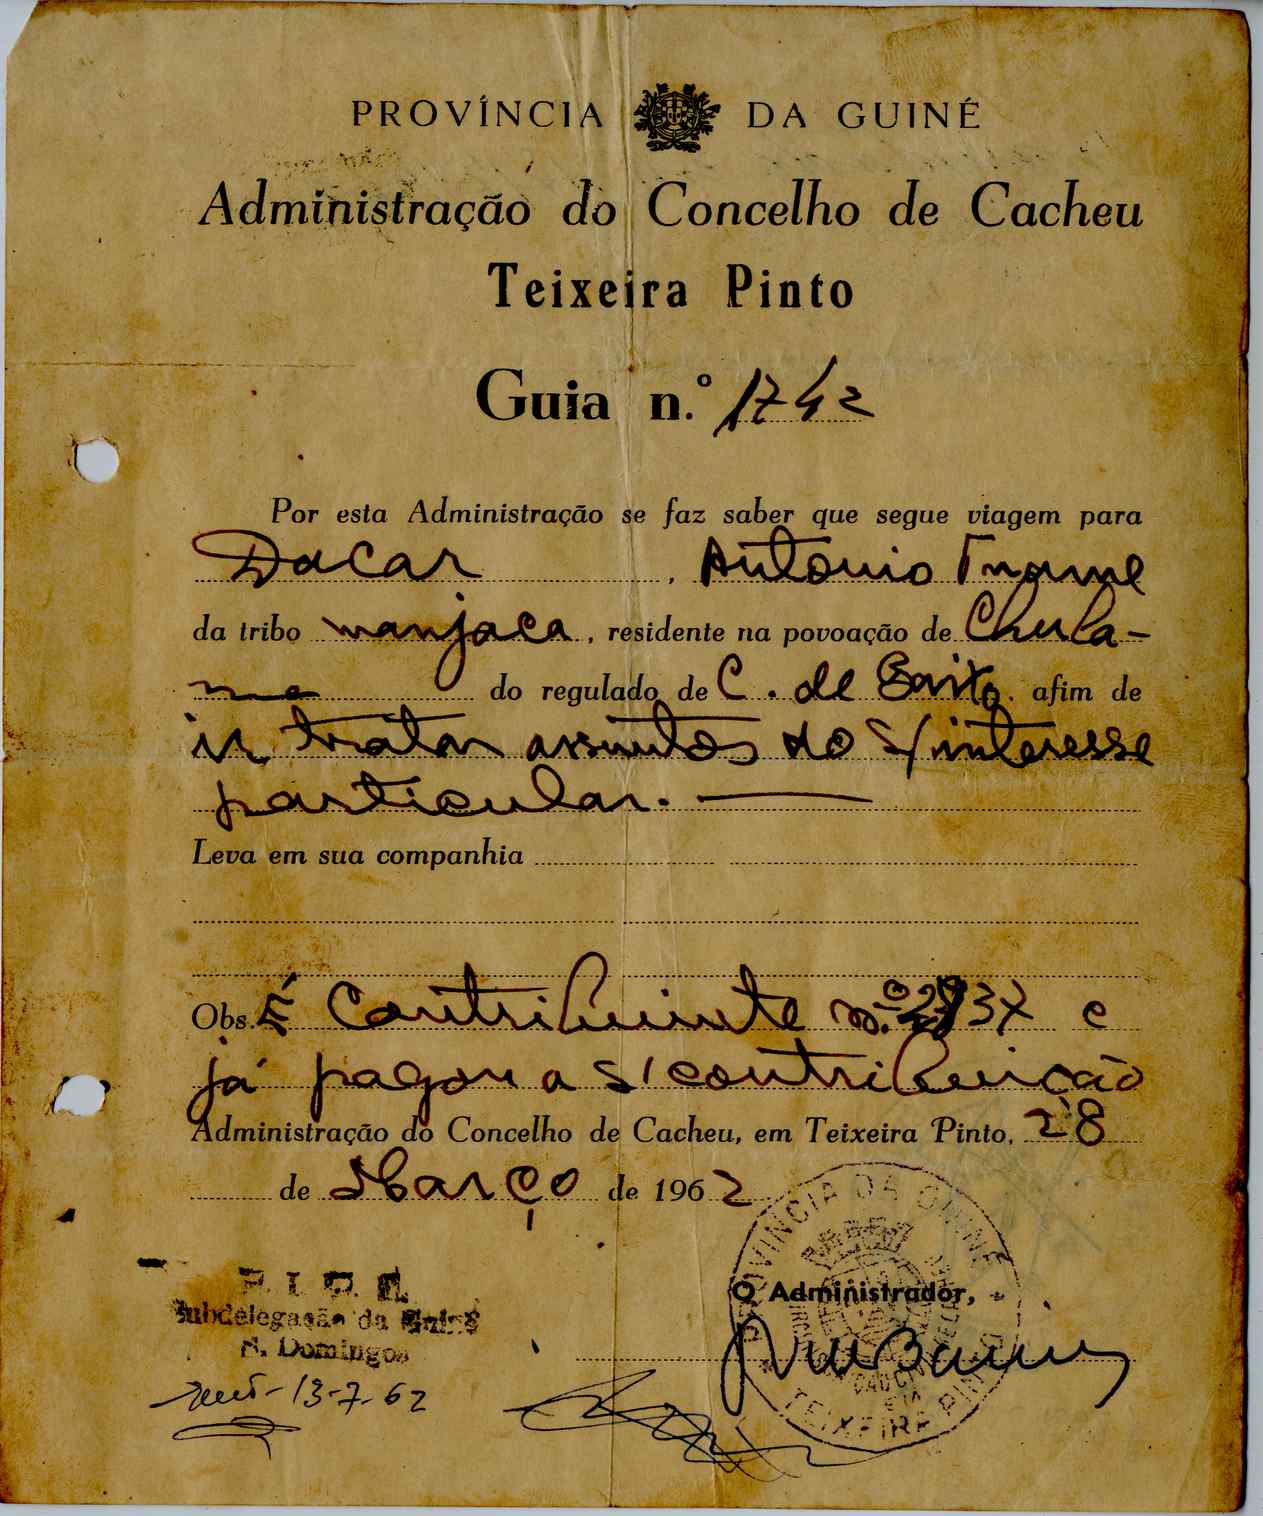 PROVÍNCIA DA GUINÉ
Administração do Concelho de Cacheu
Teixeira Pinto
Guia n.º 1742
Por esta Administração se faz saber que segue viagem para
Dacar, António
da tribo manjaca, residente na povoação de Chula-
me do regulado de C. de Baixo. afim de
ir tratar assuntos do s/interesse
particular.
Leva em sua companhia
Obs. É contribuinte n.º 37 e
já pagou a s/contribuição
Administração do Concelho de Cacheu, em Teixeira Pinto, 28
de Março de 1962
PROVÍNCIA DA GUINÉ
TEIXEIRA PINTO
O Administrador,
P. I. D. E.
Subdelegação da Guiné
S. Domingos
13-7-62